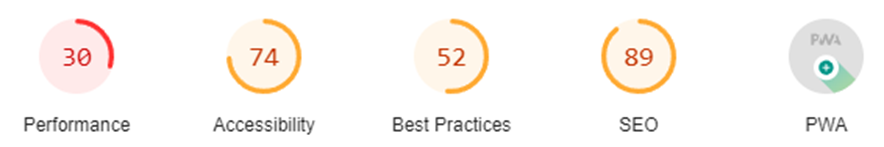 30 74 52 89 PWA
Performance Accessibility Best Practices SEO PWA